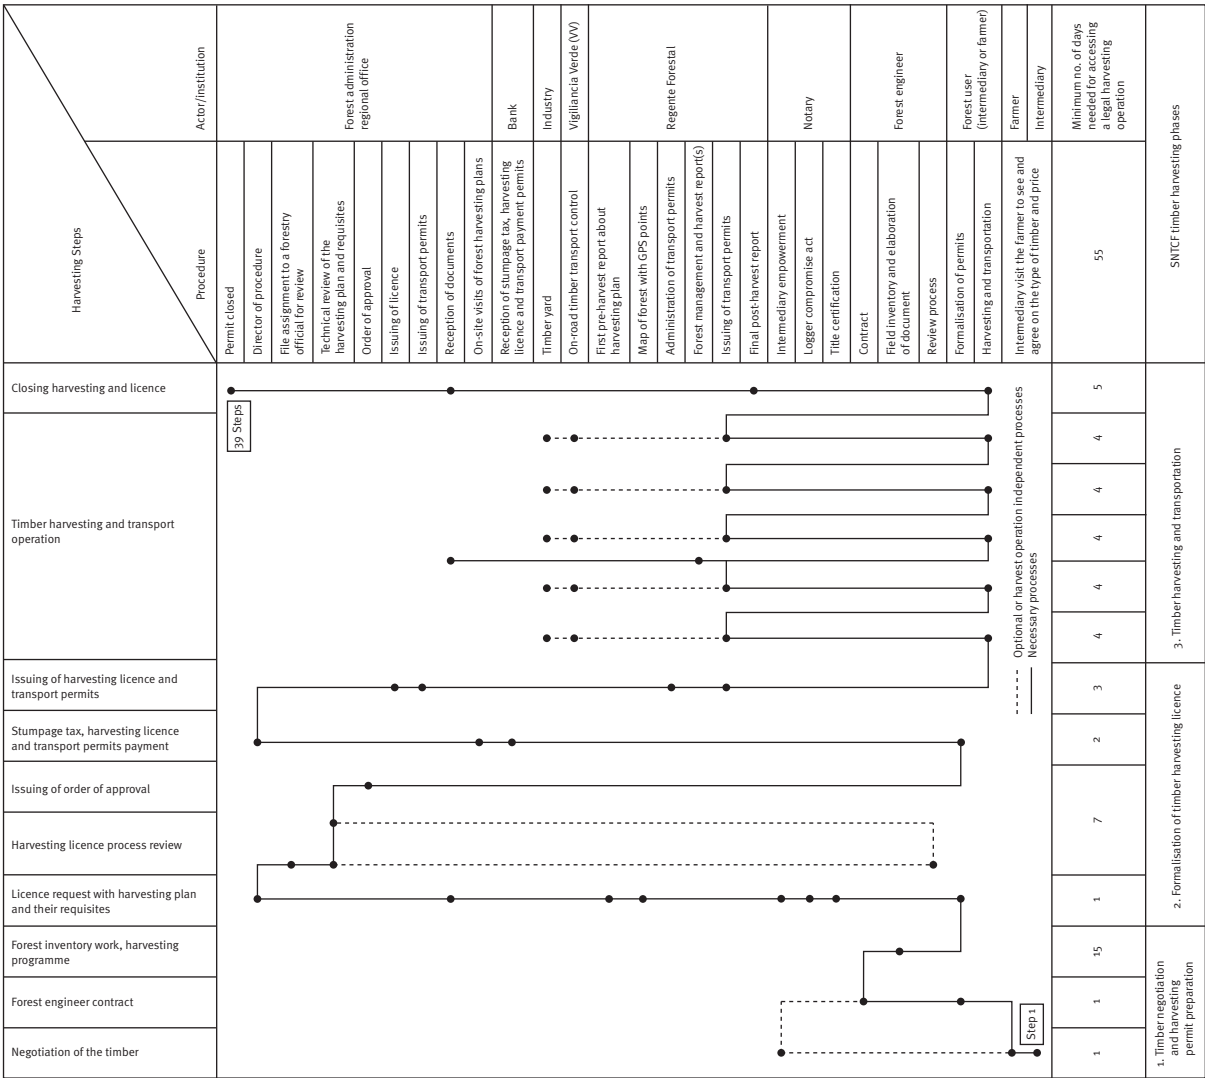 Harvesting Steps
Actor/institution
Procedure
Forest administration
regional office
Bank
Industry
Vigiliancia Verde (VV)
Regente Forestal
Notary
Forest engineer
Forest user
(intermediary or farmer)
Farmer
Intermediary
Minimum no. of days
needed for accessing
a legal harvesting
operation
Permit closed
Director of procedure
File assignment to a forestry
official for review
Technical review of the
harvesting plan and requisites
Order of approval
Issuing of licence
Issuing of transport permits
Reception of documents
On-site visits of forest harvesting plans
Reception of stumpage tax, harvesting
licence and transport payment permits
Timber yard
On-road timber transport control
First pre-harvest report about
harvesting plan
Map of forest with GPS points
Administration of transport permits
Forest management and harvest report(s)
Issuing of transport permits
Final post-harvest report
Intermediary empowerment
Logger compromise act
Title certification
Contract
Field inventory and elaboration
of document
Review process
Formalisation of permits
Harvesting and transportation
Intermediary visit the farmer to see and
agree on the type of timber and price
55
SNTCF timber harvesting phases
Closing harvesting and licence
39 Steps
5
Timber harvesting and transport
operation
4
4
4
4
4
Optional or harvest operation independent processes
Necessary processes
3. Timber harvesting and transportation
Issuing of harvesting licence and
transport permits
3
Stumpage tax, harvesting licence
and transport permits payment
2
Issuing of order of approval
Harvesting licence process review
7
Licence request with harvesting plan
and their requisites
1
2. Formalisation of timber harvesting licence
Forest inventory work, harvesting
programme
15
Forest engineer contract
1
Negotiation of the timber
Step 1
1
1. Timber negotiation
and harvesting
permit preparation